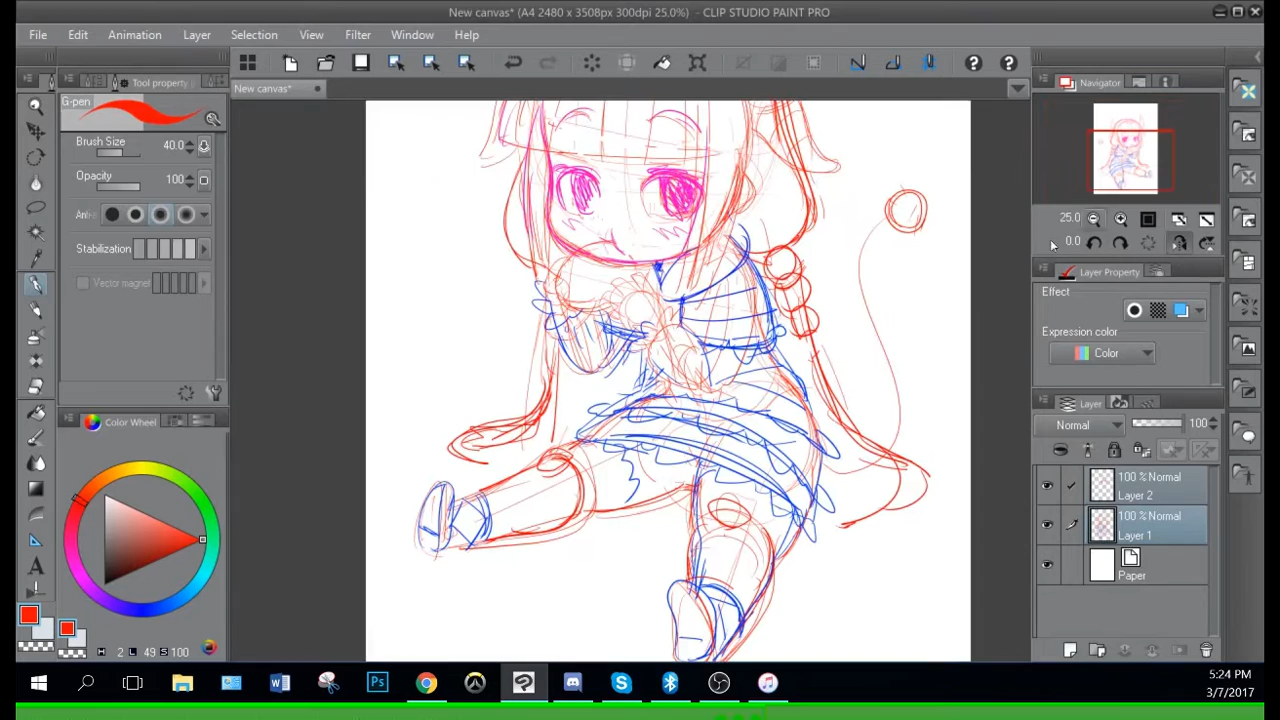 New canvas* (A4 2480 x 3508px 300dpi 25.0%) - CLIP STUDIO PAINT PRO
File Edit Animation Layer Selection View Filter Window Help
Tool property
New canvas*
Navigator
G-pen
Brush Size 40.0
Opacity 100
Stabilization
Vector magnet
Color Wheel
H 2 L 49 S 100
25.0
0.0
Layer Property
Effect
Expression color
Color
Layer
Normal 100
100 % Normal
Layer 2
100 % Normal
Layer 1
Paper
Ps
5:24 PM
3/7/2017